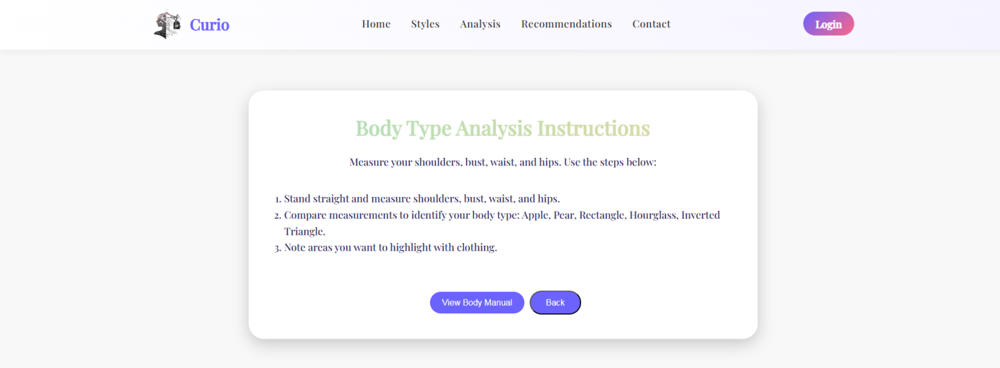 Curio
Home Styles Analysis Recommendations Contact
Login
Body Type Analysis Instructions
Measure your shoulders, bust, waist, and hips. Use the steps below:
1. Stand straight and measure shoulders, bust, waist, and hips.
2. Compare measurements to identify your body type: Apple, Pear, Rectangle, Hourglass, Inverted
Triangle.
3. Note areas you want to highlight with clothing.
View Body Manual Back